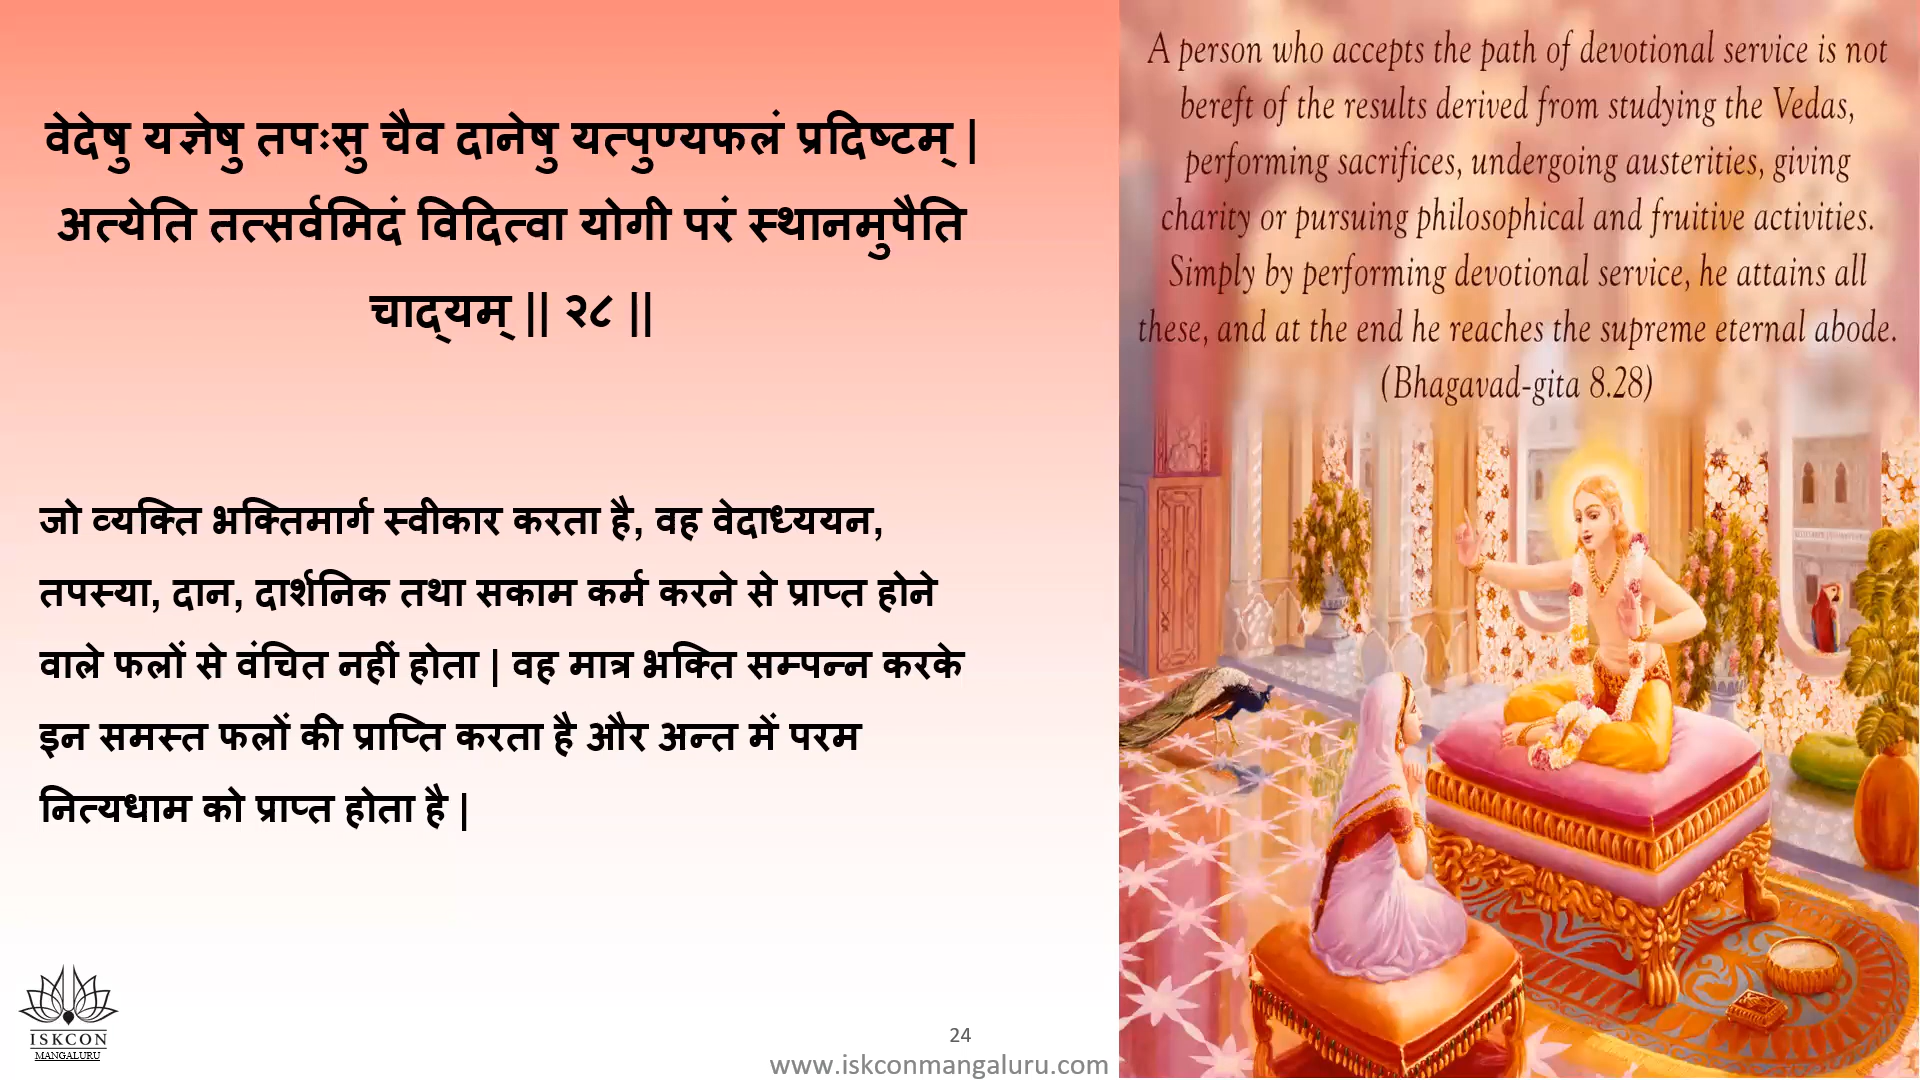 वेदेषु यज्ञेषु तपःसु चैव दानेषु यत्पुण्यफलं प्रदिष्टम् |
अत्येति तत्सर्वमिदं विदित्वा योगी परं स्थानमुपैति
चाद्यम् || २८ ||
जो व्यक्ति भक्तिमार्ग स्वीकार करता है, वह वेदाध्ययन,
तपस्या, दान, दार्शनिक तथा सकाम कर्म करने से प्राप्त होने
वाले फलों से वंचित नहीं होता | वह मात्र भक्ति सम्पन्न करके
इन समस्त फलों की प्राप्ति करता है और अन्त में परम
नित्यधाम को प्राप्त होता है |
A person who accepts the path of devotional service is not
bereft of the results derived from studying the Vedas,
performing sacrifices, undergoing austerities, giving
charity or pursuing philosophical and fruitive activities.
Simply by performing devotional service, he attains all
these, and at the end he reaches the supreme eternal abode.
(Bhagavad-gita 8.28)
ISKCON
MANGALURU
24
www.iskconmangaluru.com